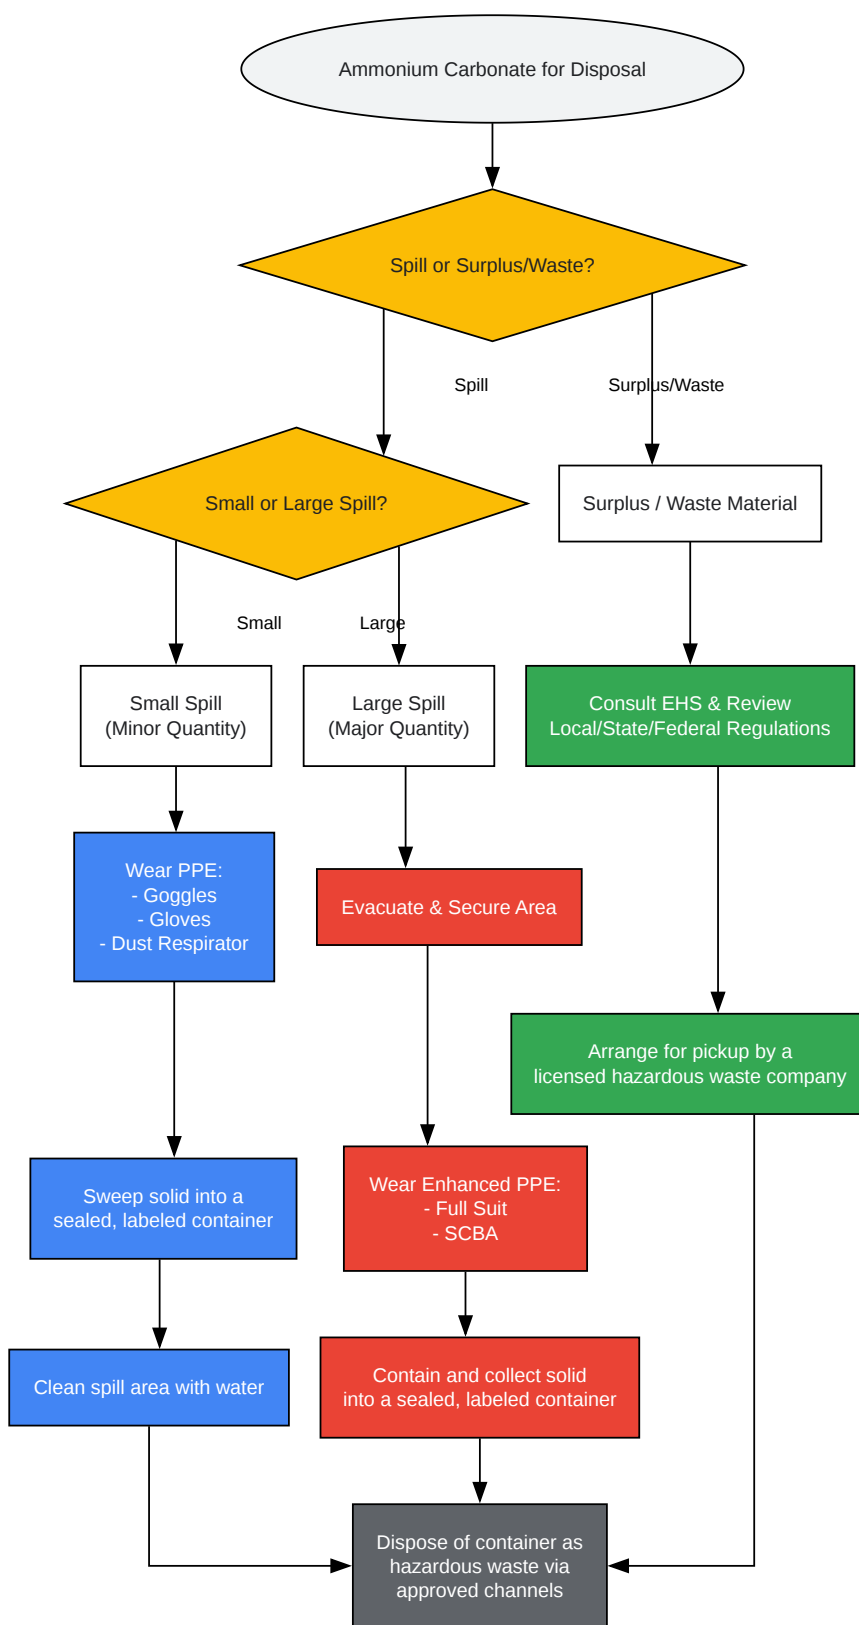 Ammonium Carbonate for Disposal
Spill or Surplus/Waste?
Spill
Surplus/Waste
Small or Large Spill?
Surplus / Waste Material
Small
Large
Small Spill
(Minor Quantity)
Large Spill
(Major Quantity)
Consult EHS & Review
Local/State/Federal Regulations
Wear PPE:
- Goggles
- Gloves
- Dust Respirator
Evacuate & Secure Area
Arrange for pickup by a
licensed hazardous waste company
Sweep solid into a
sealed, labeled container
Wear Enhanced PPE:
- Full Suit
- SCBA
Clean spill area with water
Contain and collect solid
into a sealed, labeled container
Dispose of container as
hazardous waste via
approved channels